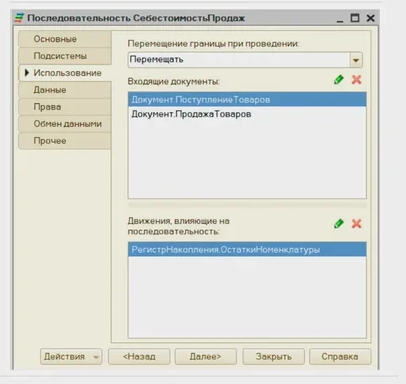 Последовательность СебестоимостьПродаж
Основные
Подсистемы
Использование
Данные
Права
Обмен данными
Прочее
Перемещение границы при проведении:
Перемещать
Входящие документы:
Документ.ПоступлениеТоваров
Документ.ПродажаТоваров
Движения, влияющие на
последовательность:
РегистрНакопления.ОстаткиНоменклатуры
Действия
<Назад
Далее>
Закрыть
Справка